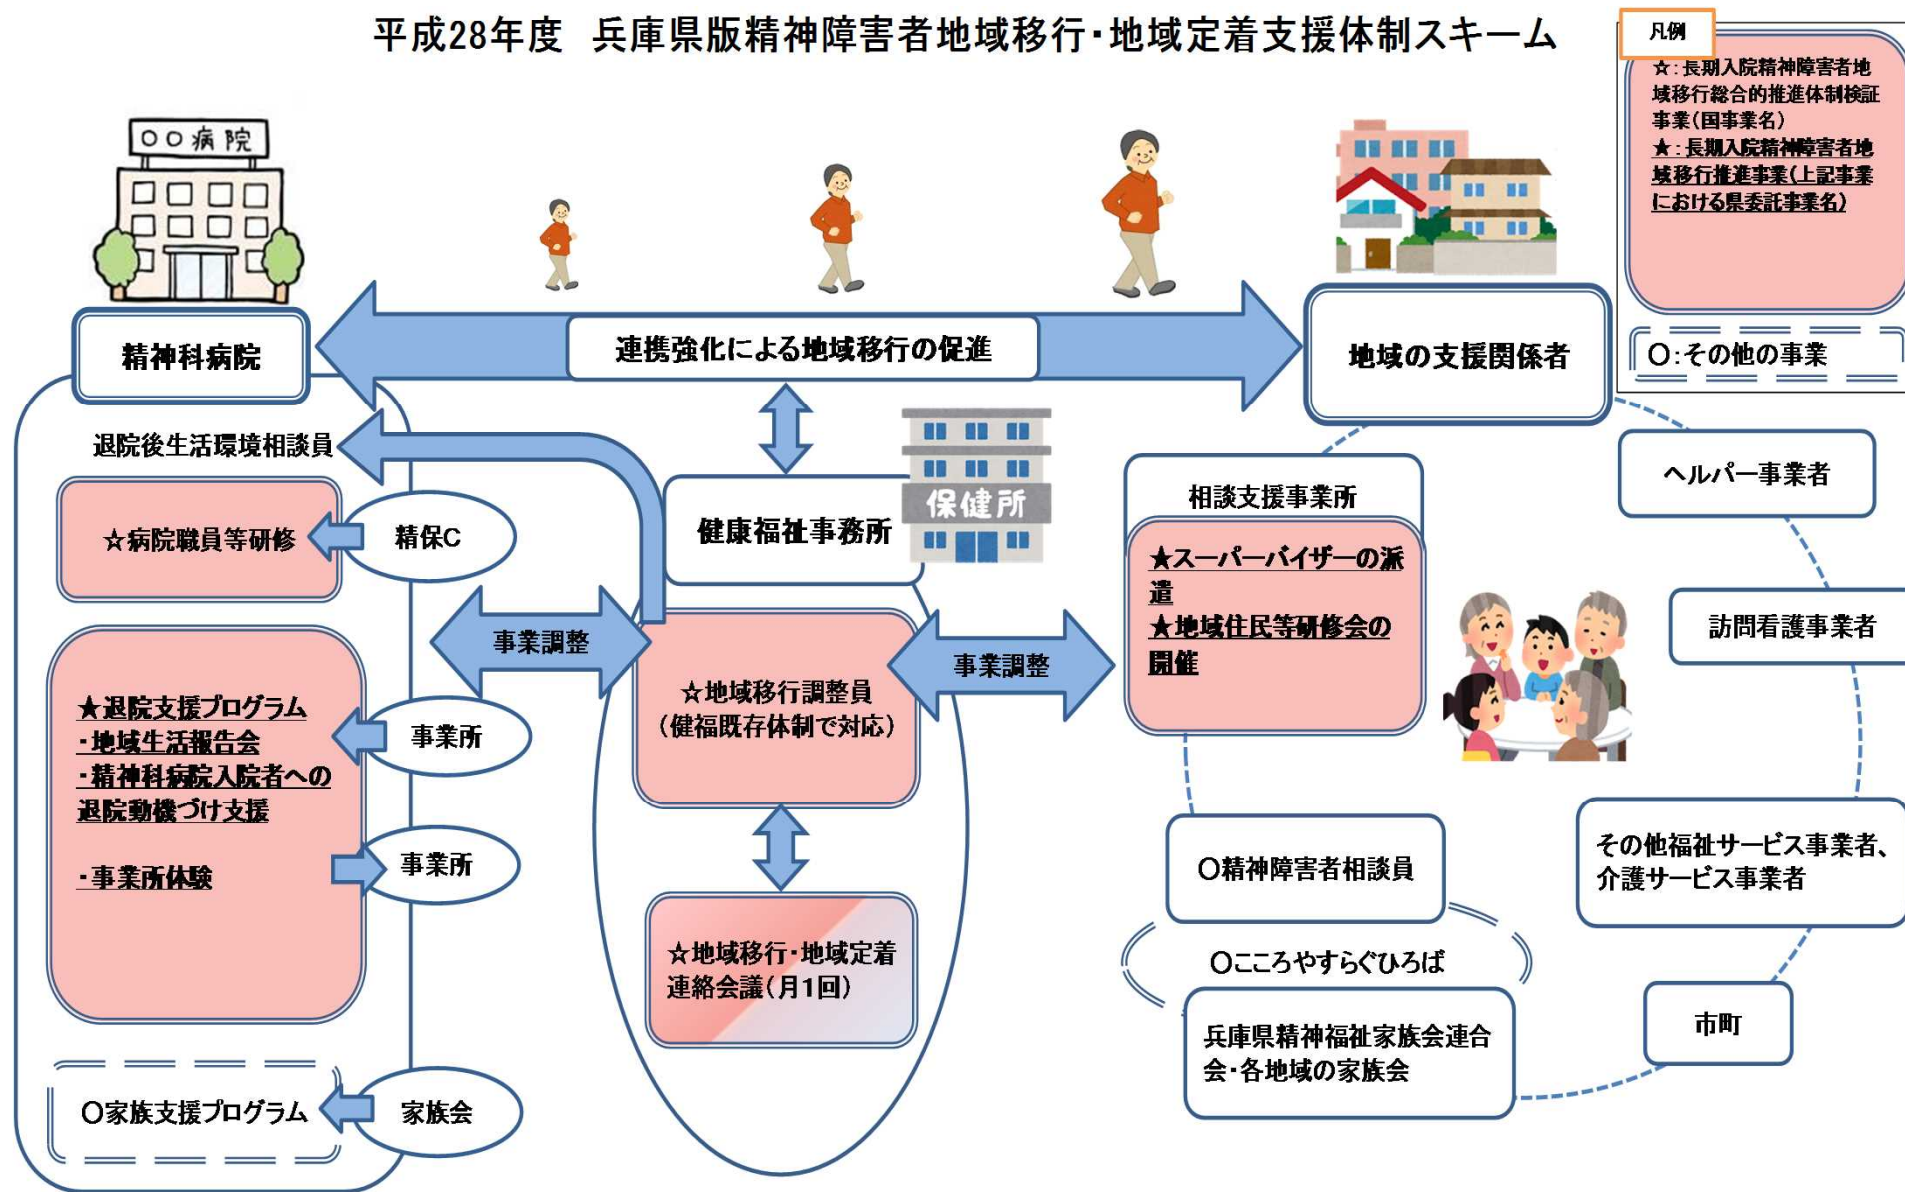 平成28年度 兵庫県版精神障害者地域移行・地域定着支援体制スキーム
凡例
☆:長期入院精神障害者地
域移行総合的推進体制検証
事業(国事業名)
★:長期入院精神障害者地
域移行推進事業(上記事業
における県委託事業名)
〇:その他の事業
〇〇病院
精神科病院
連携強化による地域移行の促進
地域の支援関係者
退院後生活環境相談員
☆病院職員等研修
精保C
健康福祉事務所
保健所
相談支援事業所
★スーパーバイザーの派
遣
★地域住民等研修会の
開催
ヘルパー事業者
訪問看護事業者
事業調整
事業調整
★退院支援プログラム
・地域生活報告会
・精神科病院入院者への
退院動機づけ支援
・事業所体験
事業所
事業所
☆地域移行調整員
(健福既存体制で対応)
☆地域移行・地域定着
連絡会議(月1回)
〇精神障害者相談員
〇こころやすらぐひろば
兵庫県精神福祉家族会連合
会・各地域の家族会
その他福祉サービス事業者、
介護サービス事業者
市町
〇家族支援プログラム
家族会